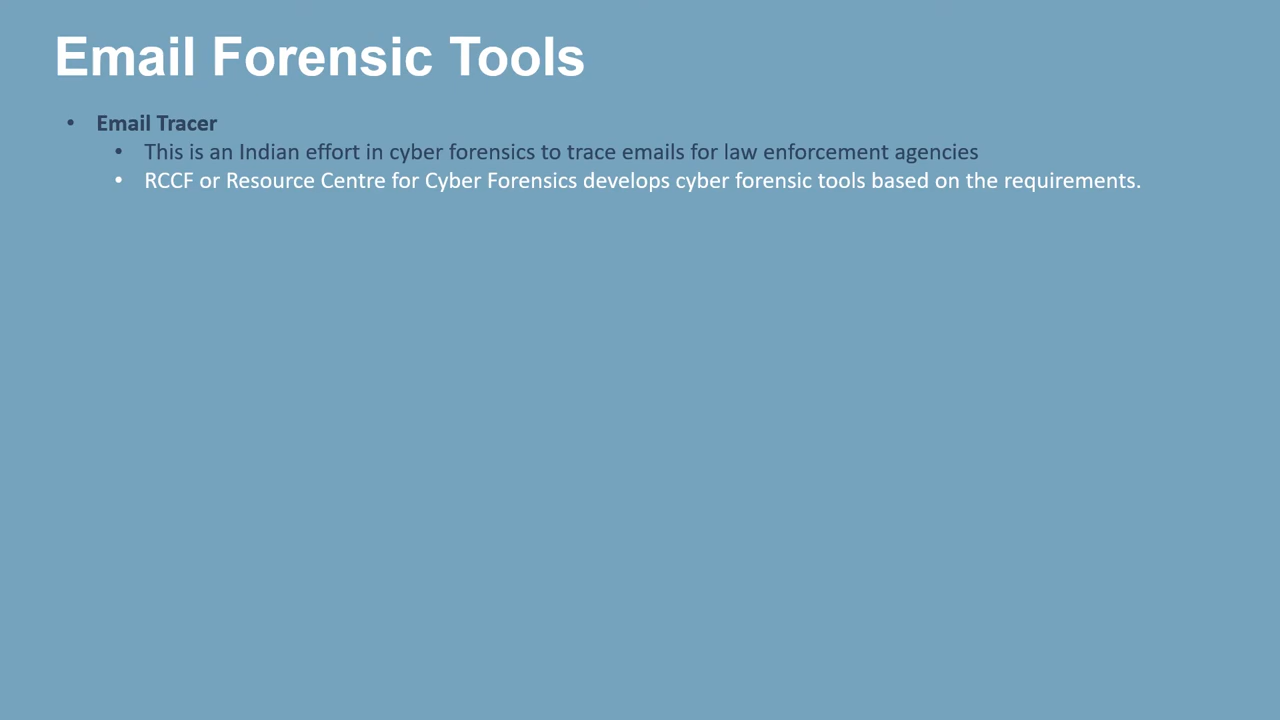 Email Forensic Tools
• Email Tracer
• This is an Indian effort in cyber forensics to trace emails for law enforcement agencies
• RCCF or Resource Centre for Cyber Forensics develops cyber forensic tools based on the requirements.